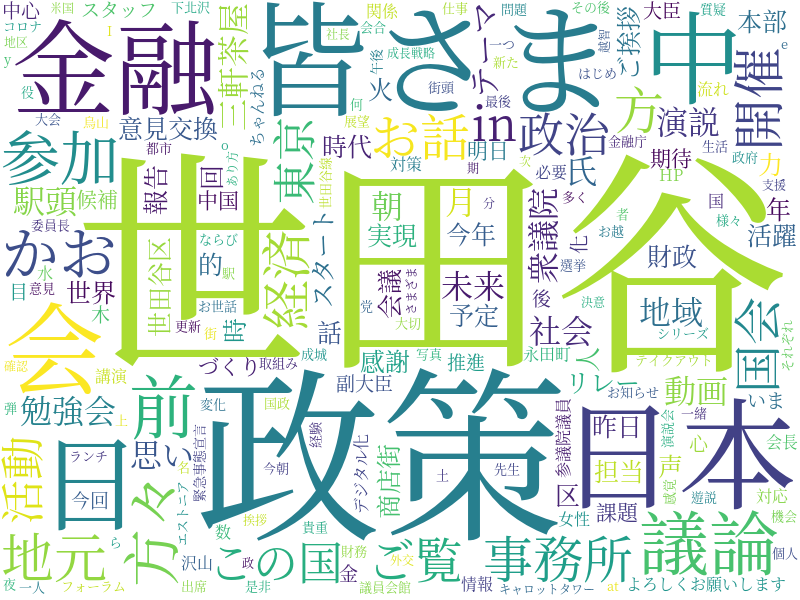 中心
スタッフ
下北沢
関係
仕事
問題
その後
大臣
質疑
米国
コロナ
地区
I
y
役
金融
皆さま
中
in
テーマ
ご挨拶
本部
三軒茶屋
ちゃんねる
火
社長
会合
午後
成長戦略
街頭
一つ
新た
越智
はじめ
e
流れ
開催
大会
烏山
意見交換
o
何
展望
最後
方
政治
演説
金融庁
生活
参加
お話
都市
東京
時代
あり方
世田谷線
対策
明日
必要
氏
次
期待
力
政府
HP
多く
支援
駅頭
候補
報告
中国
回
世田谷
朝
月
期
分
者
国
様々
年
お越
活躍
委員長
かお
ならび
駅
経済
スタート
実現
今年
衆議院
化
選挙
財政
水
目
意見
世界
世田谷区
的
お世話
会議
さまざま
未来
予定
後
地域
決意
シリーズ
それぞれ
国会
会
木
更新
街
時
話
党
大切
社会
人
テイクアウト
確認
講演
づくり
取組み
成城
感謝
写真
推進
永田町
リレー
動画
お知らせ
いま
弾
上
勉強会
変化
国政
副大臣
前
政策
日本
昨日
参議院議員
演説会
一緒
心
会長
活動
日
思い
緊急事態宣言
経験
今朝
デジタル化
商店街
土
先生
区
担当
声
感覚
遊説
対応
機会
今回
ランチ
方々
エストニア
名
挨拶
数
貴重
女性
課題
地元
ら
この国
財務
ご覧
事務所
議論
個人
夜
一人
フォーラム
沢山
出席
政
是非
金
議員会館
外交
情報
キャロットタワー
at
よろしくお願いします